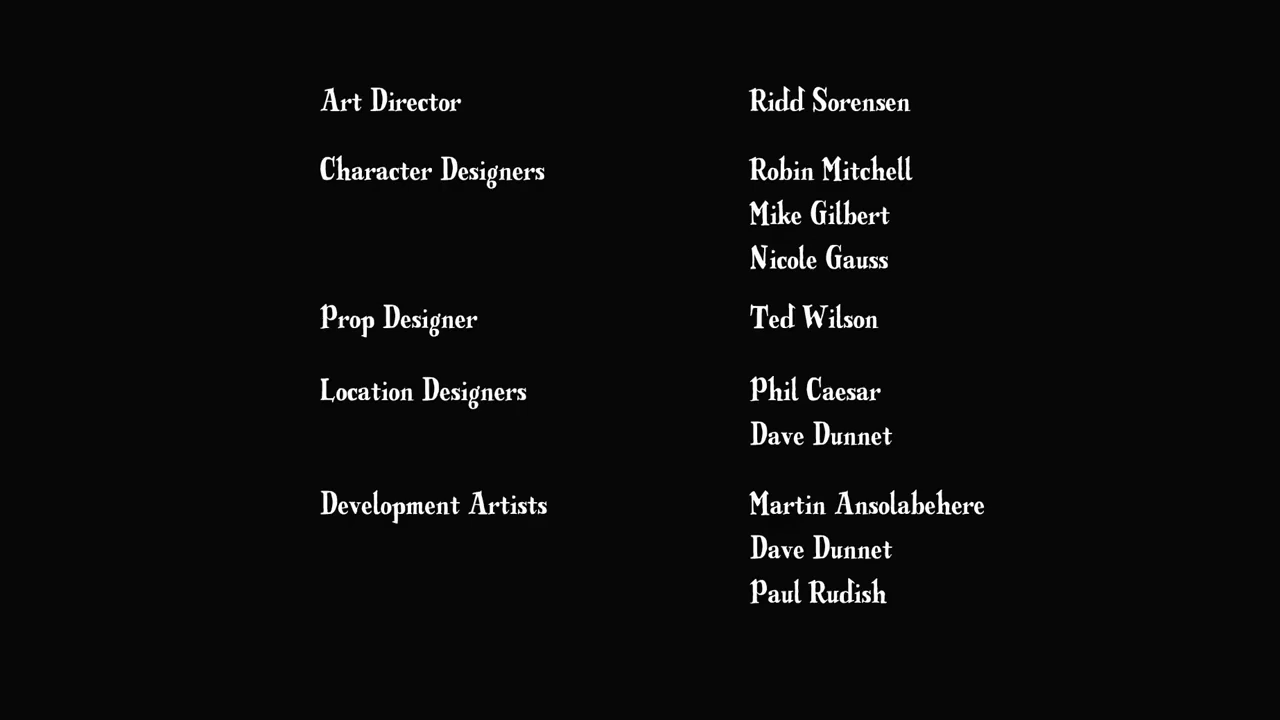 Art Director Ridd Sorensen
Character Designers Robin Mitchell
Mike Gilbert
Nicole Gauss
Prop Designer Ted Wilson
Location Designers Phil Caesar
Dave Dunnet
Development Artists Martin Ansolabehere
Dave Dunnet
Paul Rudish